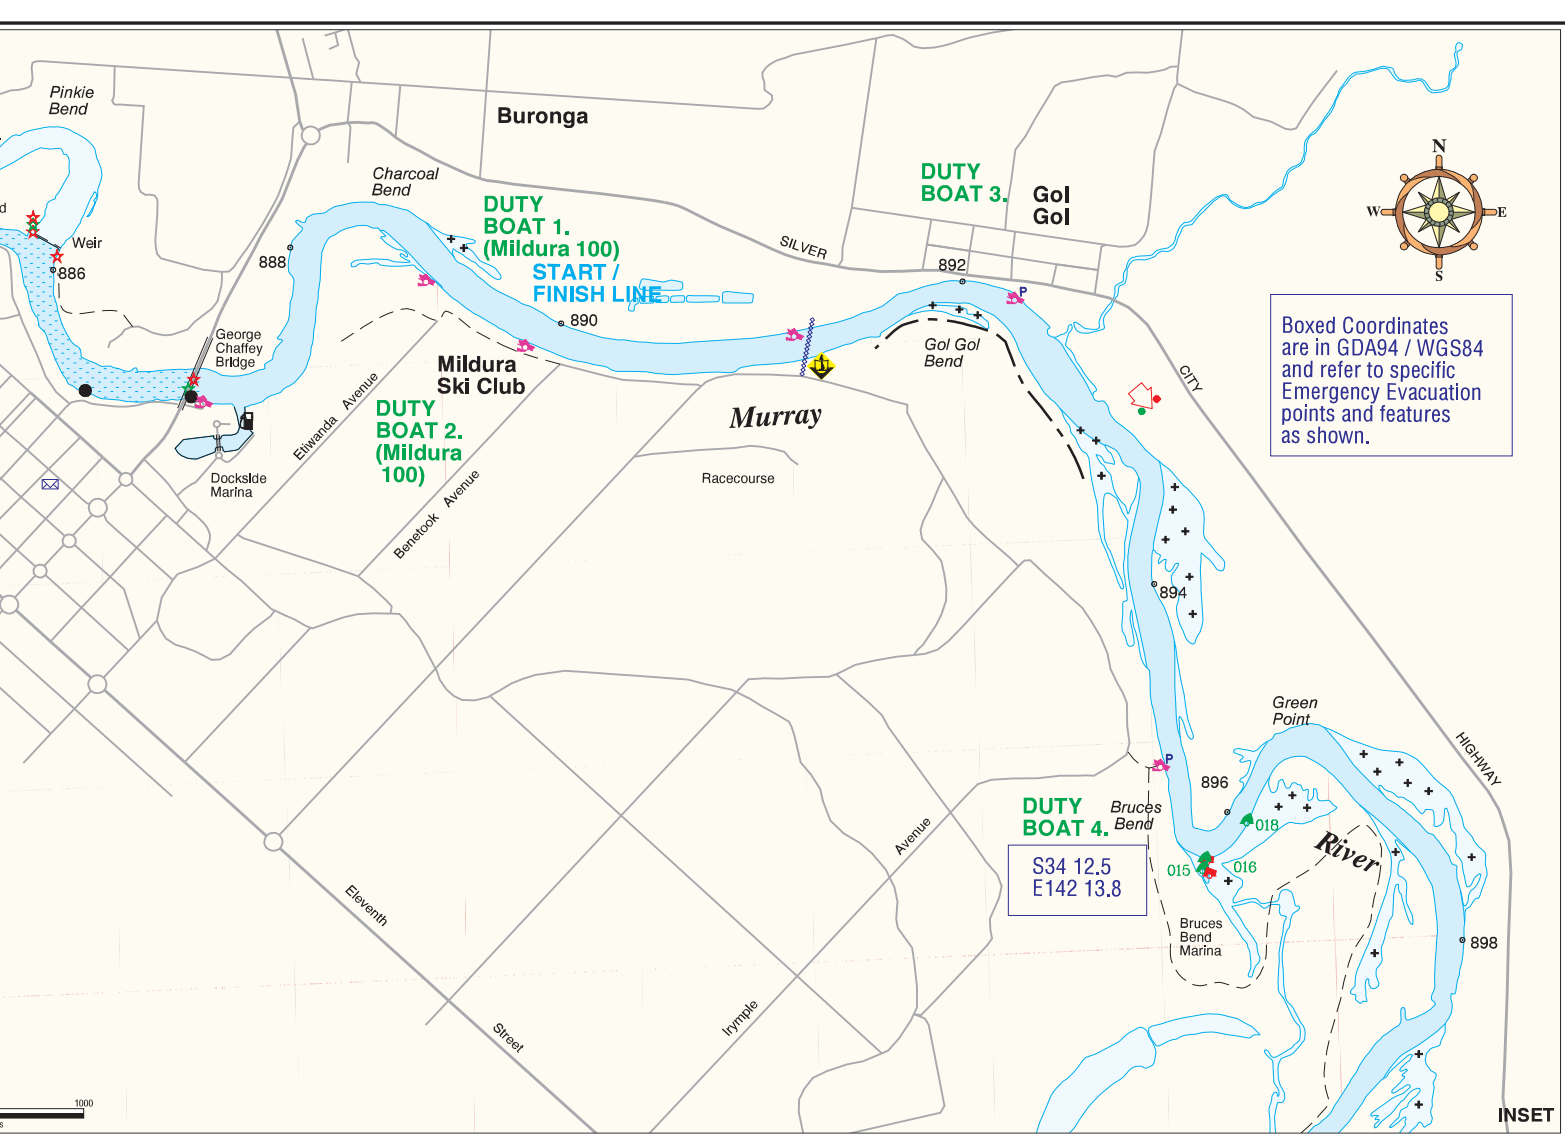 Pinkie
Bend
d
Weir
886
888
George
Chaffey
Bridge
Dockside
Marina
Charcoal
Bend
Buronga
DUTY
BOAT 1.
(Mildura 100)
START /
FINISH LINE
890
Mildura
Ski Club
DUTY
BOAT 2.
(Mildura
100)
Etiwanda Avenue
Benetook Avenue
Murray
Racecourse
SILVER
CITY
HIGHWAY
DUTY
BOAT 3.
Gol
Gol
892
P
Gol Gol
Bend
N
W
E
S
Boxed Coordinates
are in GDA94 / WGS84
and refer to specific
Emergency Evacuation
points and features
as shown.
894
Green
Point
P
896
DUTY
BOAT 4.
Bruces
Bend
018
015
016
River
S34 12.5
E142 13.8
Bruces
Bend
Marina
898
Eleventh
Street
Irymple
Avenue
1000
s
INSET